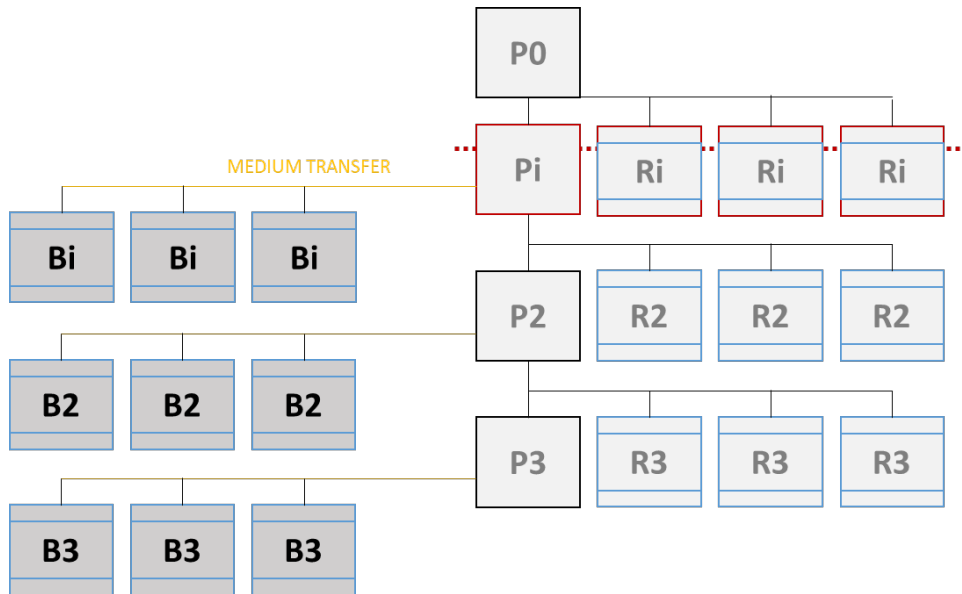 P0
Pi Ri Ri Ri
MEDIUM TRANSFER
Bi Bi Bi
P2 R2 R2 R2
B2 B2 B2
P3 R3 R3 R3
B3 B3 B3